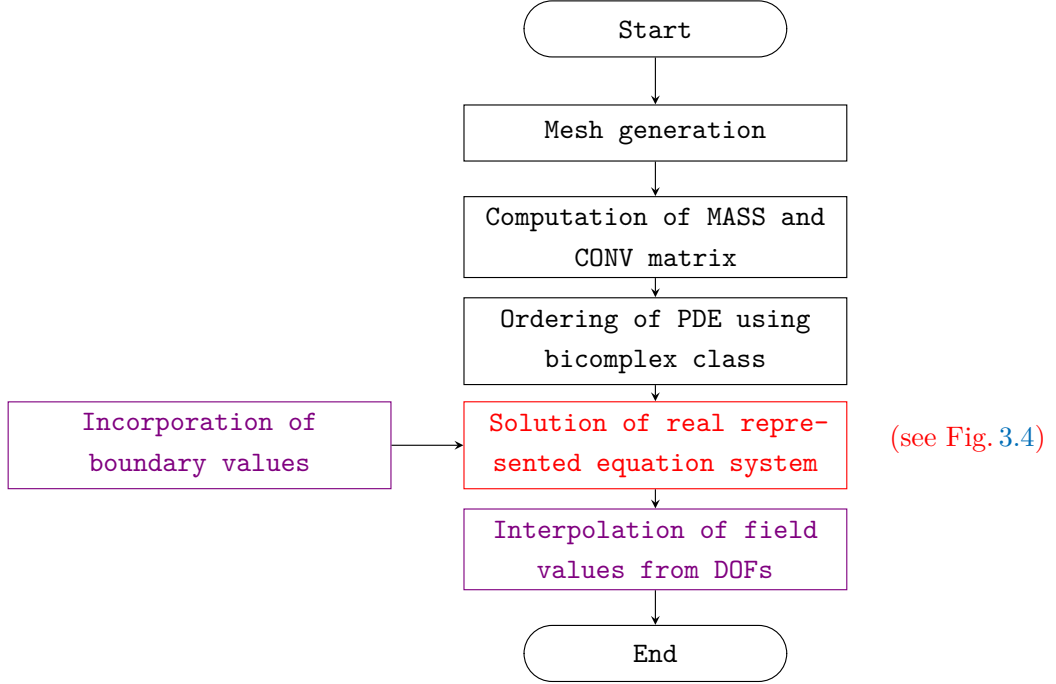 Start
Mesh generation
Computation of MASS and
CONV matrix
Ordering of PDE using
bicomplex class
Incorporation of
boundary values
Solution of real repre-
sented equation system
(see Fig. 3.4)
Interpolation of field
values from DOFs
End